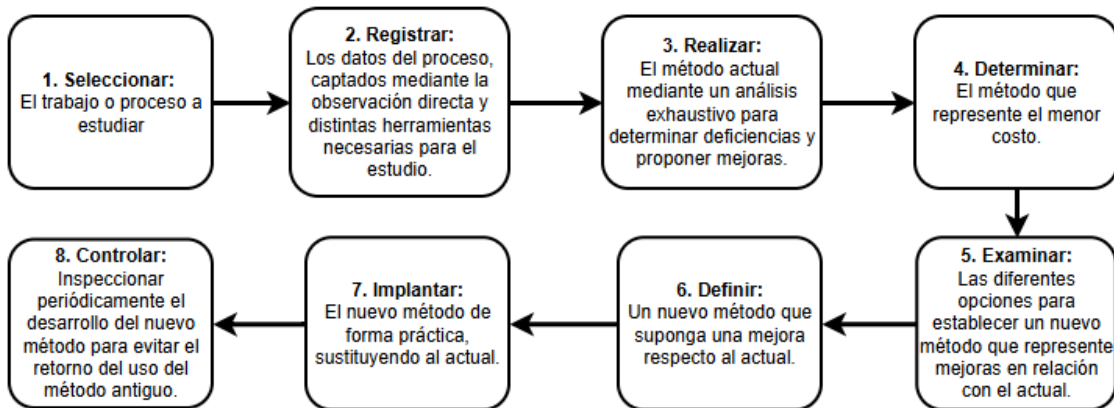 1. Seleccionar:
El trabajo o proceso a
estudiar
2. Registrar:
Los datos del proceso,
captados mediante la
observación directa y
distintas herramientas
necesarias para el
estudio.
3. Realizar:
El método actual
mediante un análisis
exhaustivo para
determinar deficiencias y
proponer mejoras.
4. Determinar:
El método que
represente el menor
costo.
5. Examinar:
Las diferentes
opciones para
establecer un nuevo
método que represente
mejoras en relación
con el actual.
6. Definir:
Un nuevo método que
suponga una mejora
respecto al actual.
7. Implantar:
El nuevo método de
forma práctica,
sustituyendo al actual.
8. Controlar:
Inspeccionar
periódicamente el
desarrollo del nuevo
método para evitar el
retorno del uso del
método antiguo.